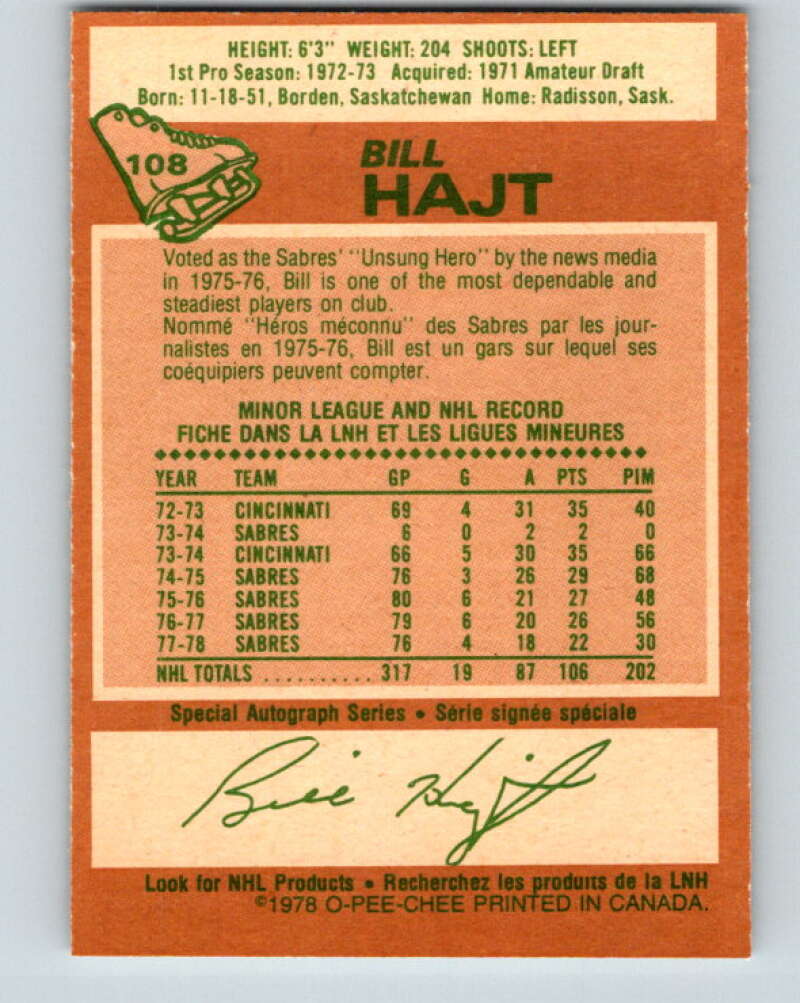 HEIGHT: 6'3" WEIGHT: 204 SHOOTS: LEFT
1st Pro Season: 1972-73 Acquired: 1971 Amateur Draft
Born: 11-18-51, Borden, Saskatchewan Home: Radisson, Sask.
108
BILL
HAJT
Voted as the Sabres' "Unsung Hero" by the news media
in 1975-76, Bill is one of the most dependable and
steadiest players on club.
Nommé "Héros méconnu" des Sabres par les jour-
nalistes en 1975-76, Bill est un gars sur lequel ses
coéquipiers peuvent compter.
MINOR LEAGUE AND NHL RECORD
FICHE DANS LA LNH ET LES LIGUES MINEURES
YEAR TEAM GP G A PTS PIM
72-73 CINCINNATI 69 4 31 35 40
73-74 SABRES 6 0 2 2 0
73-74 CINCINNATI 66 5 30 35 66
74-75 SABRES 76 3 26 29 68
75-76 SABRES 80 6 21 27 48
76-77 SABRES 79 6 20 26 56
77-78 SABRES 76 4 18 22 30
NHL TOTALS .......... 317 19 87 106 202
Special Autograph Series • Série signée spéciale
Bill Hajt
Look for NHL Products • Recherchez les produits de la LNH
©1978 O-PEE-CHEE PRINTED IN CANADA.